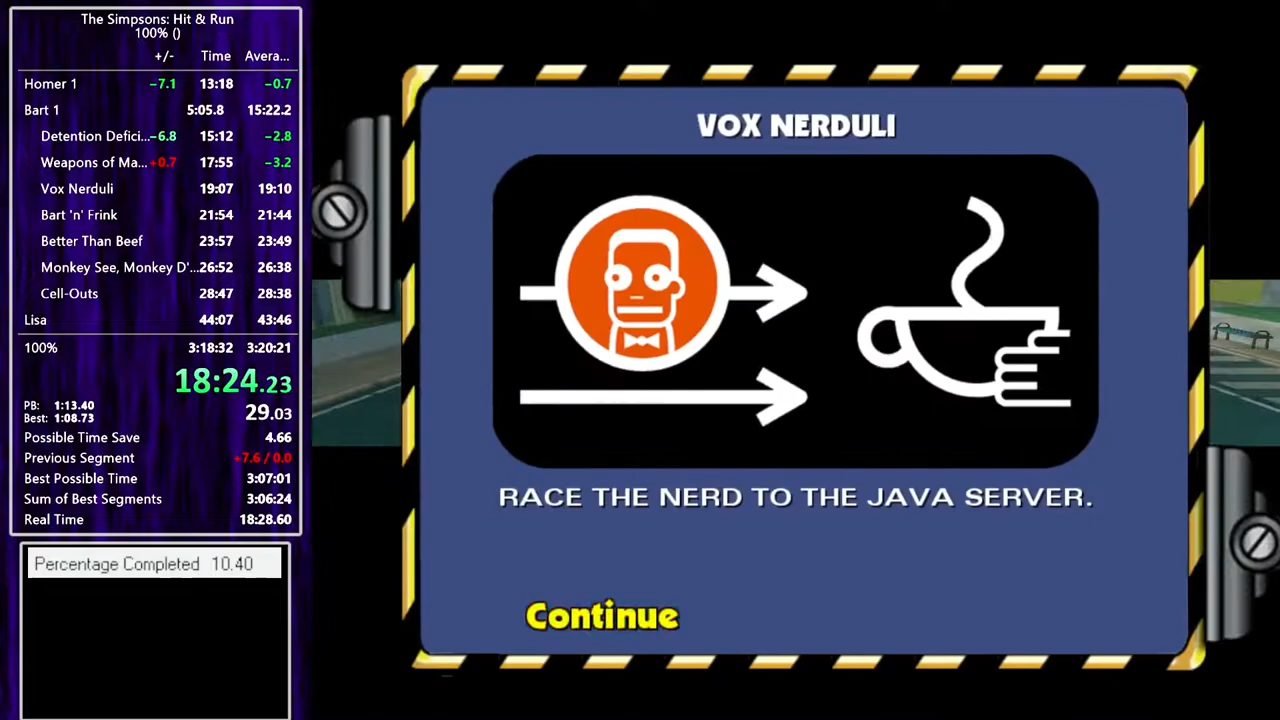 The Simpsons: Hit & Run
100% ()
+/- Time Avera...
Homer 1 −7.1 13:18 −0.7
Bart 1 5:05.8 15:22.2
Detention Defici... −6.8 15:12 −2.8
Weapons of Ma... +0.7 17:55 −3.2
Vox Nerduli 19:07 19:10
Bart 'n' Frink 21:54 21:44
Better Than Beef 23:57 23:49
Monkey See, Monkey D'... 26:52 26:38
Cell-Outs 28:47 28:38
Lisa 44:07 43:46
100% 3:18:32 3:20:21
18:24.23
PB: 1:13.40
Best: 1:08.73
29.03
Possible Time Save 4.66
Previous Segment +7.6 / 0.0
Best Possible Time 3:07:01
Sum of Best Segments 3:06:24
Real Time 18:28.60
Percentage Completed 10.40
VOX NERDULI
RACE THE NERD TO THE JAVA SERVER.
Continue